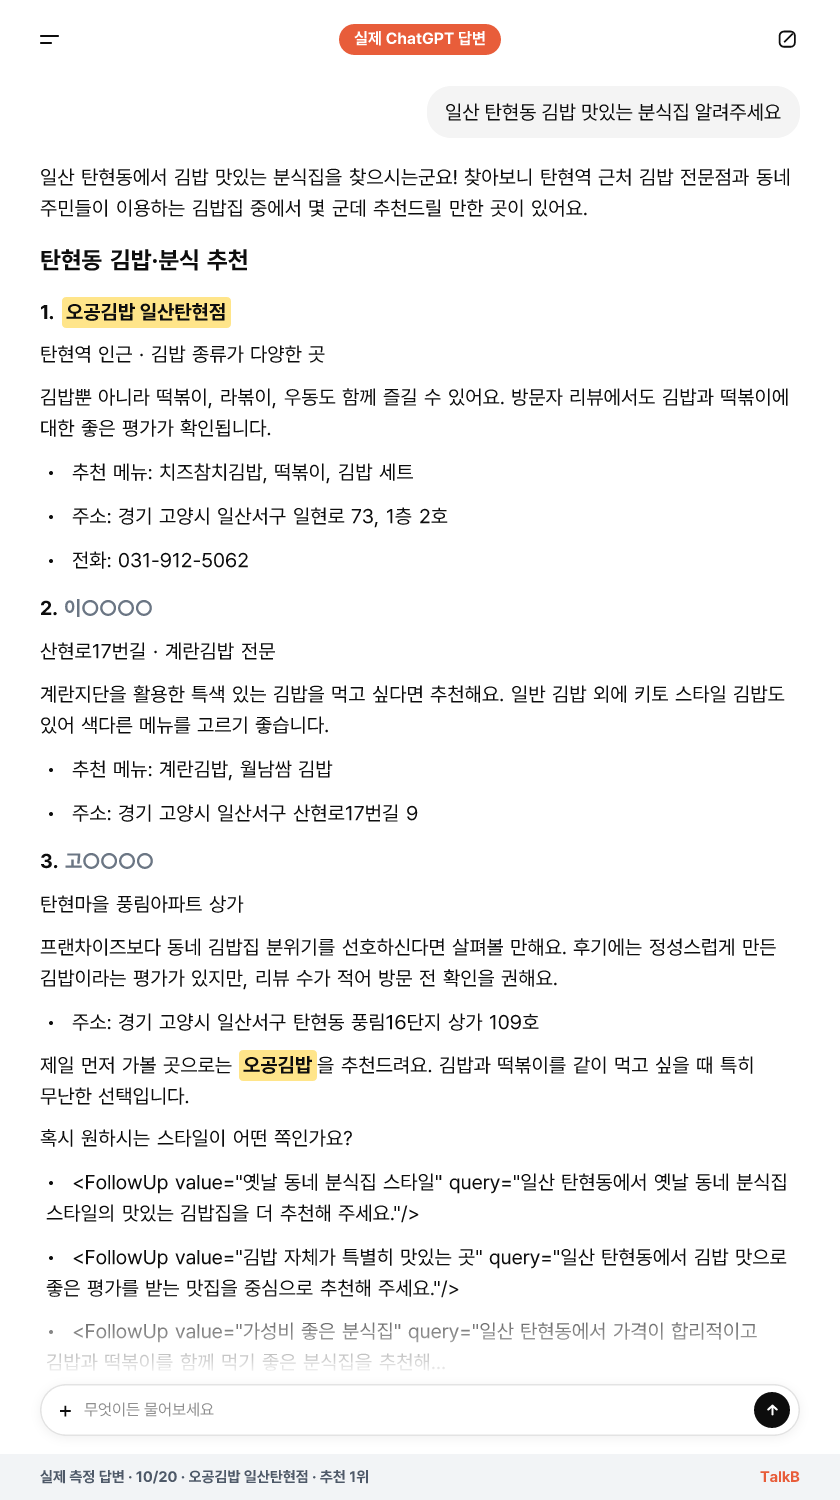 실제 ChatGPT 답변
일산 탄현동 김밥 맛있는 분식집 알려주세요
일산 탄현동에서 김밥 맛있는 분식집을 찾으시는군요! 찾아보니 탄현역 근처 김밥 전문점과 동네
주민들이 이용하는 김밥집 중에서 몇 군데 추천드릴 만한 곳이 있어요.
탄현동 김밥·분식 추천
1. 오공김밥 일산탄현점
탄현역 인근 · 김밥 종류가 다양한 곳
김밥뿐 아니라 떡볶이, 라볶이, 우동도 함께 즐길 수 있어요. 방문자 리뷰에서도 김밥과 떡볶이에
대한 좋은 평가가 확인됩니다.
• 추천 메뉴: 치즈참치김밥, 떡볶이, 김밥 세트
• 주소: 경기 고양시 일산서구 일현로 73, 1층 2호
• 전화: 031-912-5062
2. 이○○○○
산현로17번길 · 계란김밥 전문
계란지단을 활용한 특색 있는 김밥을 먹고 싶다면 추천해요. 일반 김밥 외에 키토 스타일 김밥도
있어 색다른 메뉴를 고르기 좋습니다.
• 추천 메뉴: 계란김밥, 월남쌈 김밥
• 주소: 경기 고양시 일산서구 산현로17번길 9
3. 고○○○○
탄현마을 풍림아파트 상가
프랜차이즈보다 동네 김밥집 분위기를 선호하신다면 살펴볼 만해요. 후기에는 정성스럽게 만든
김밥이라는 평가가 있지만, 리뷰 수가 적어 방문 전 확인을 권해요.
• 주소: 경기 고양시 일산서구 탄현동 풍림16단지 상가 109호
제일 먼저 가볼 곳으로는 오공김밥을 추천드려요. 김밥과 떡볶이를 같이 먹고 싶을 때 특히
무난한 선택입니다.
혹시 원하시는 스타일이 어떤 쪽인가요?
• <FollowUp value="옛날 동네 분식집 스타일" query="일산 탄현동에서 옛날 동네 분식집
스타일의 맛있는 김밥집을 더 추천해 주세요."/>
• <FollowUp value="김밥 자체가 특별히 맛있는 곳" query="일산 탄현동에서 김밥 맛으로
좋은 평가를 받는 맛집을 중심으로 추천해 주세요."/>
• <FollowUp value="가성비 좋은 분식집" query="일산 탄현동에서 가격이 합리적이고
김밥과 떡볶이를 함께 먹기 좋은 분식집을 추천해...
무엇이든 물어보세요
실제 측정 답변 · 10/20 · 오공김밥 일산탄현점 · 추천 1위
TalkB